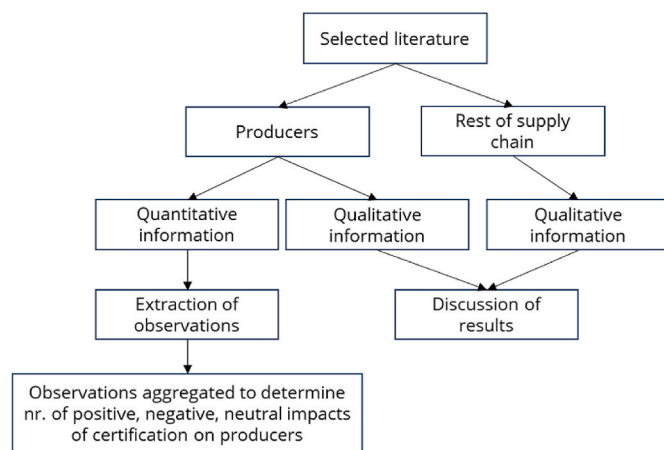 Selected literature
Producers
Rest of supply
chain
Quantitative
information
Qualitative
information
Qualitative
information
Extraction of
observations
Discussion of
results
Observations aggregated to determine
nr. of positive, negative, neutral impacts
of certification on producers